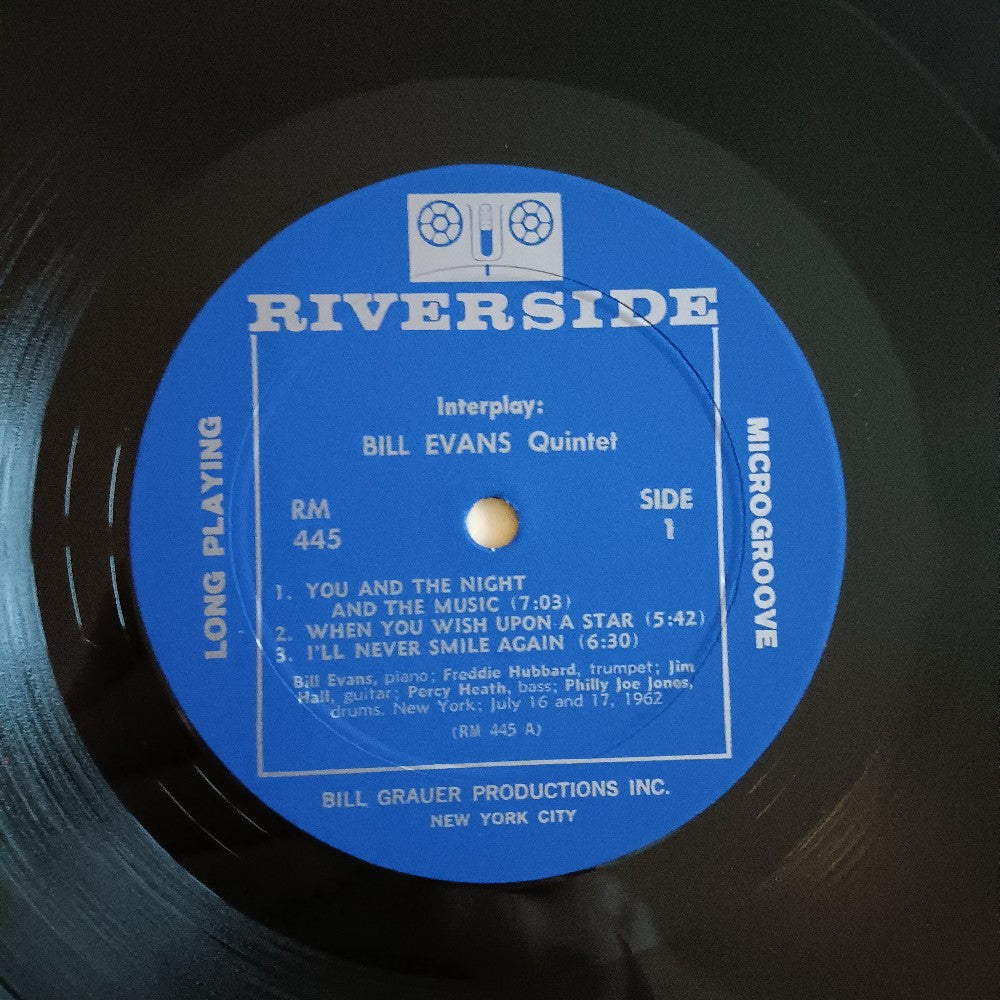 RIVERSIDE
Interplay:
BILL EVANS Quintet
RM
445
SIDE
1
LONG PLAYING
MICROGROOVE
1. YOU AND THE NIGHT
AND THE MUSIC (7:03)
2. WHEN YOU WISH UPON A STAR (5:42)
3. I'LL NEVER SMILE AGAIN (6:30)
Bill Evans, piano; Freddie Hubbard, trumpet; Jim
Hall, guitar; Percy Heath, bass; Philly Joe Jones,
drums. New York; July 16 and 17, 1962
(RM 445 A)
BILL GRAUER PRODUCTIONS INC.
NEW YORK CITY